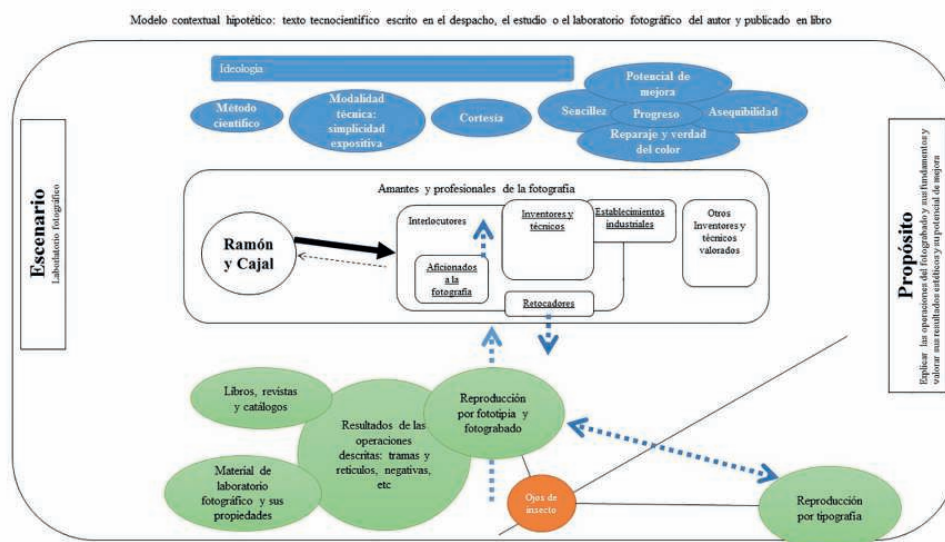 Modelo contextual hipotético: texto tecnocientífico escrito en el despacho, el estudio o el laboratorio fotográfico del autor y publicado en libro
Ideología
Método
científico
Modalidad
técnica:
simplicidad
expositiva
Cortesía
Potencial de
mejora
Sencillez
Progreso
Asequibilidad
Reparaje y verdad
del color
Escenario
Laborlatorio fotográfico
Amantes y profesionales de la fotografía
Ramón
y Cajal
Interlocutores
Aficionados
a la
fotografía
Inventores y
técnicos
Establecimientos
industriales
Retocadores
Otros
Inventores y
técnicos
valorados
Propósito
Explicar las operaciones del fotograbado y sus fundamentos y
valorar sus resultados estéticos y su potencial de mejora
Libros, revistas
y catálogos
Material de
laboratorio
fotográfico y sus
propiedades
Resultados de las
operaciones
descritas: tramas y
retículos, negativas,
etc
Reproducción
por fototipia y
fotograbado
Ojos de
insecto
Reproducción
por tipografía